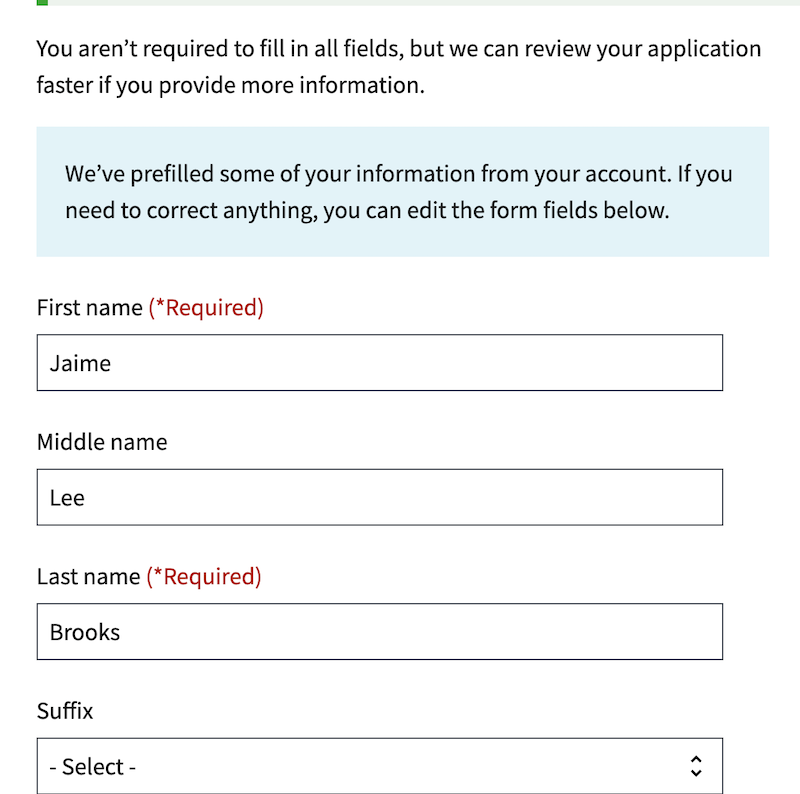 You aren’t required to fill in all fields, but we can review your application
faster if you provide more information.
We’ve prefilled some of your information from your account. If you
need to correct anything, you can edit the form fields below.
First name (*Required)
Jaime
Middle name
Lee
Last name (*Required)
Brooks
Suffix
- Select -